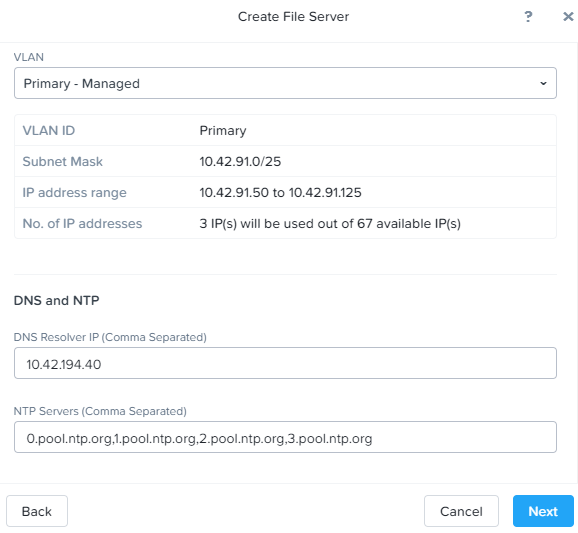 Create File Server ? ×
VLAN
Primary - Managed
VLAN ID Primary
Subnet Mask 10.42.91.0/25
IP address range 10.42.91.50 to 10.42.91.125
No. of IP addresses 3 IP(s) will be used out of 67 available IP(s)
DNS and NTP
DNS Resolver IP (Comma Separated)
10.42.194.40
NTP Servers (Comma Separated)
0.pool.ntp.org,1.pool.ntp.org,2.pool.ntp.org,3.pool.ntp.org
Back Cancel Next